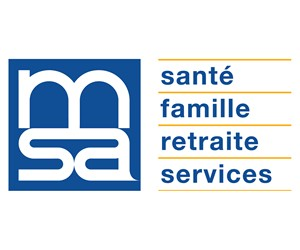 msa
santé
famille
retraite
services